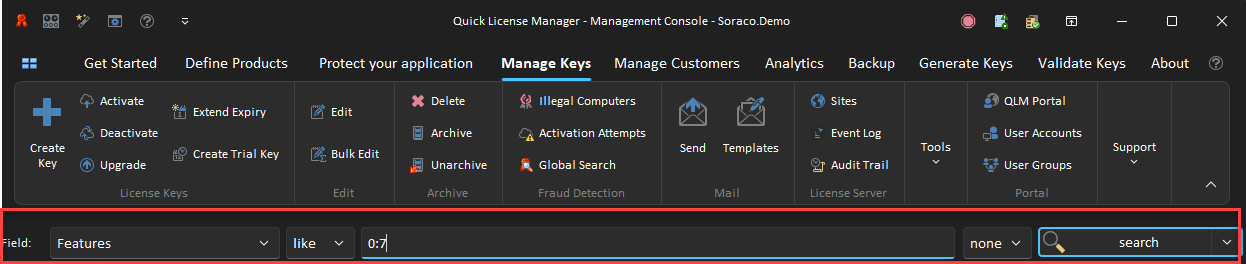 Quick License Manager - Management Console - Soraco.Demo
Get Started Define Products Protect your application Manage Keys Manage Customers Analytics Backup Generate Keys Validate Keys About
Create Key
Activate
Deactivate
Upgrade
Extend Expiry
Create Trial Key
License Keys
Edit
Bulk Edit
Edit
Delete
Archive
Unarchive
Archive
Illegal Computers
Activation Attempts
Global Search
Fraud Detection
Send
Templates
Mail
Sites
Event Log
Audit Trail
License Server
Tools
QLM Portal
User Accounts
User Groups
Portal
Support
Field: Features like 0:7 none search